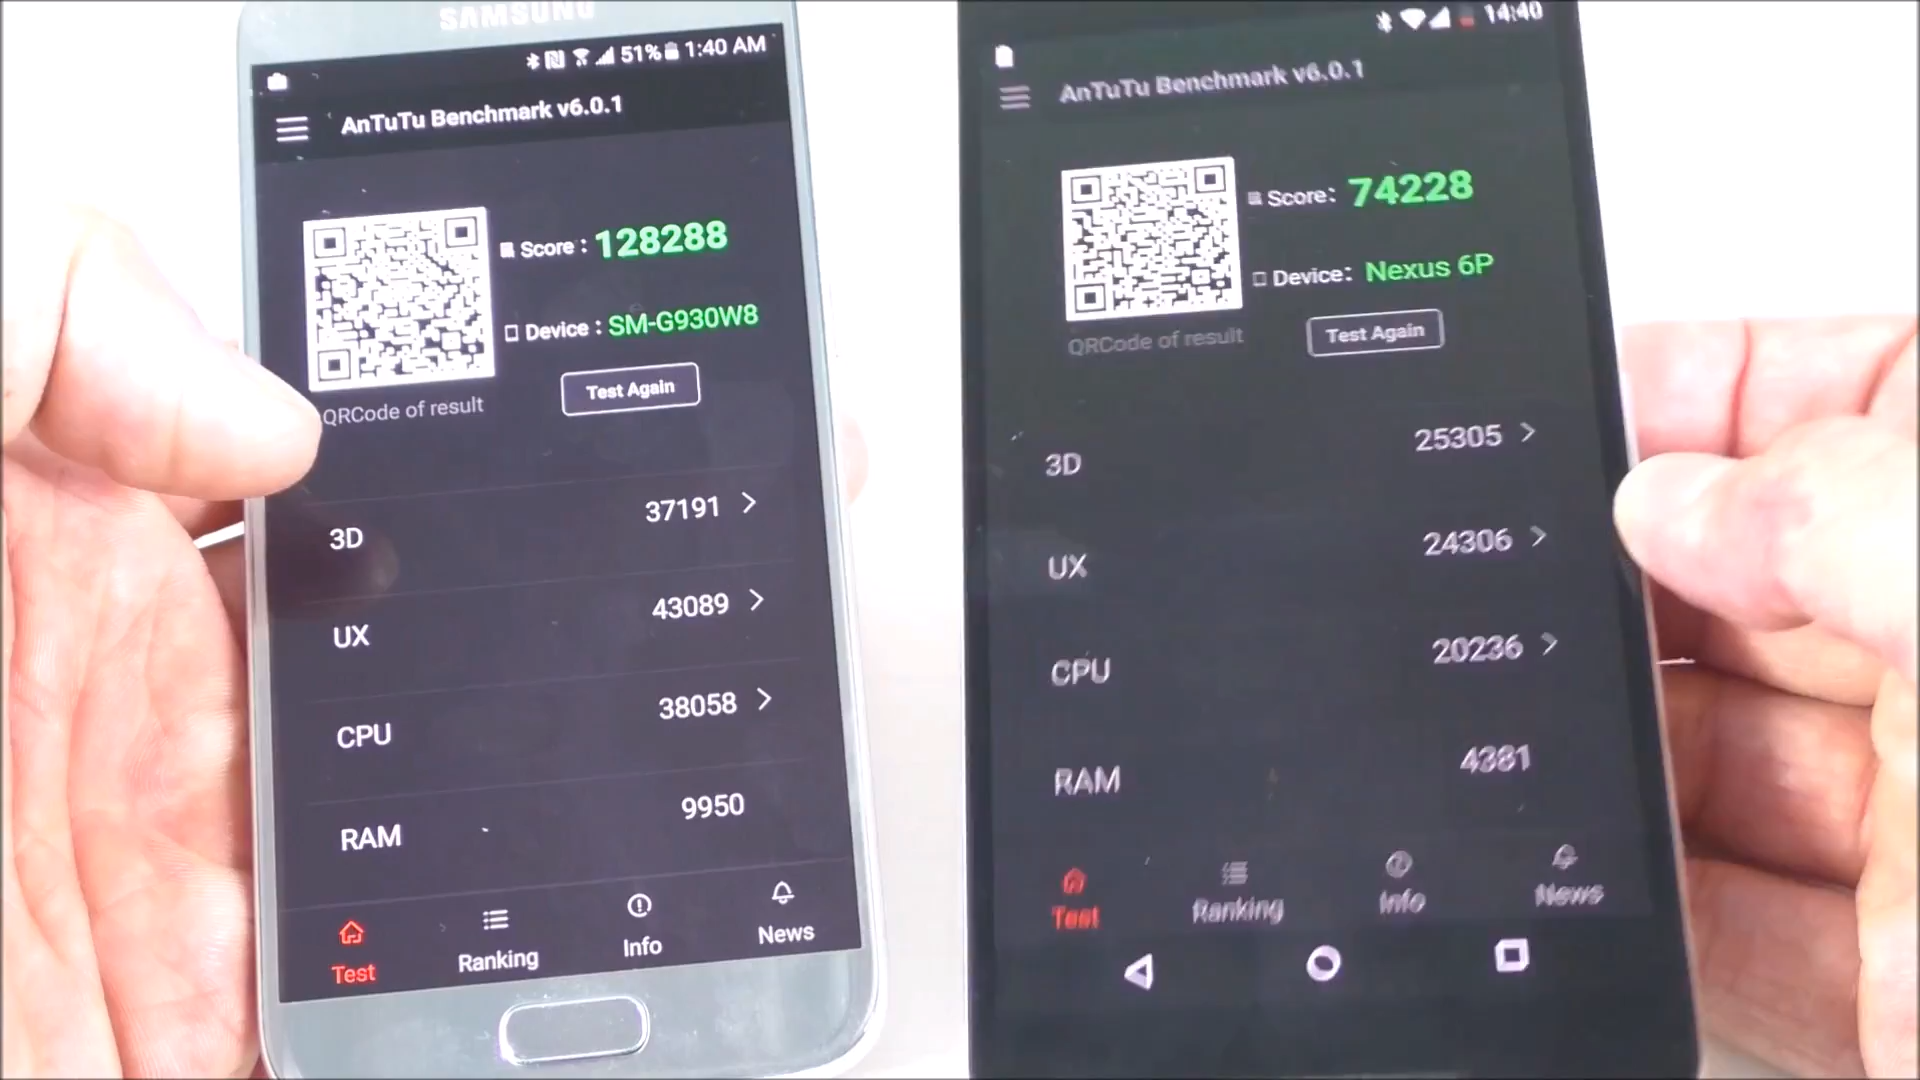 SAMSUNG
51% 1:40 AM
AnTuTu Benchmark v6.0.1
Score : 128288
Device : SM-G930W8
QRCode of result
Test Again
3D 37191
UX 43089
CPU 38058
RAM 9950
Test Ranking Info News
14:40
AnTuTu Benchmark v6.0.1
Score: 74228
Device: Nexus 6P
QRCode of result
Test Again
3D 25305
UX 24306
CPU 20236
RAM 4381
Test Ranking Info News